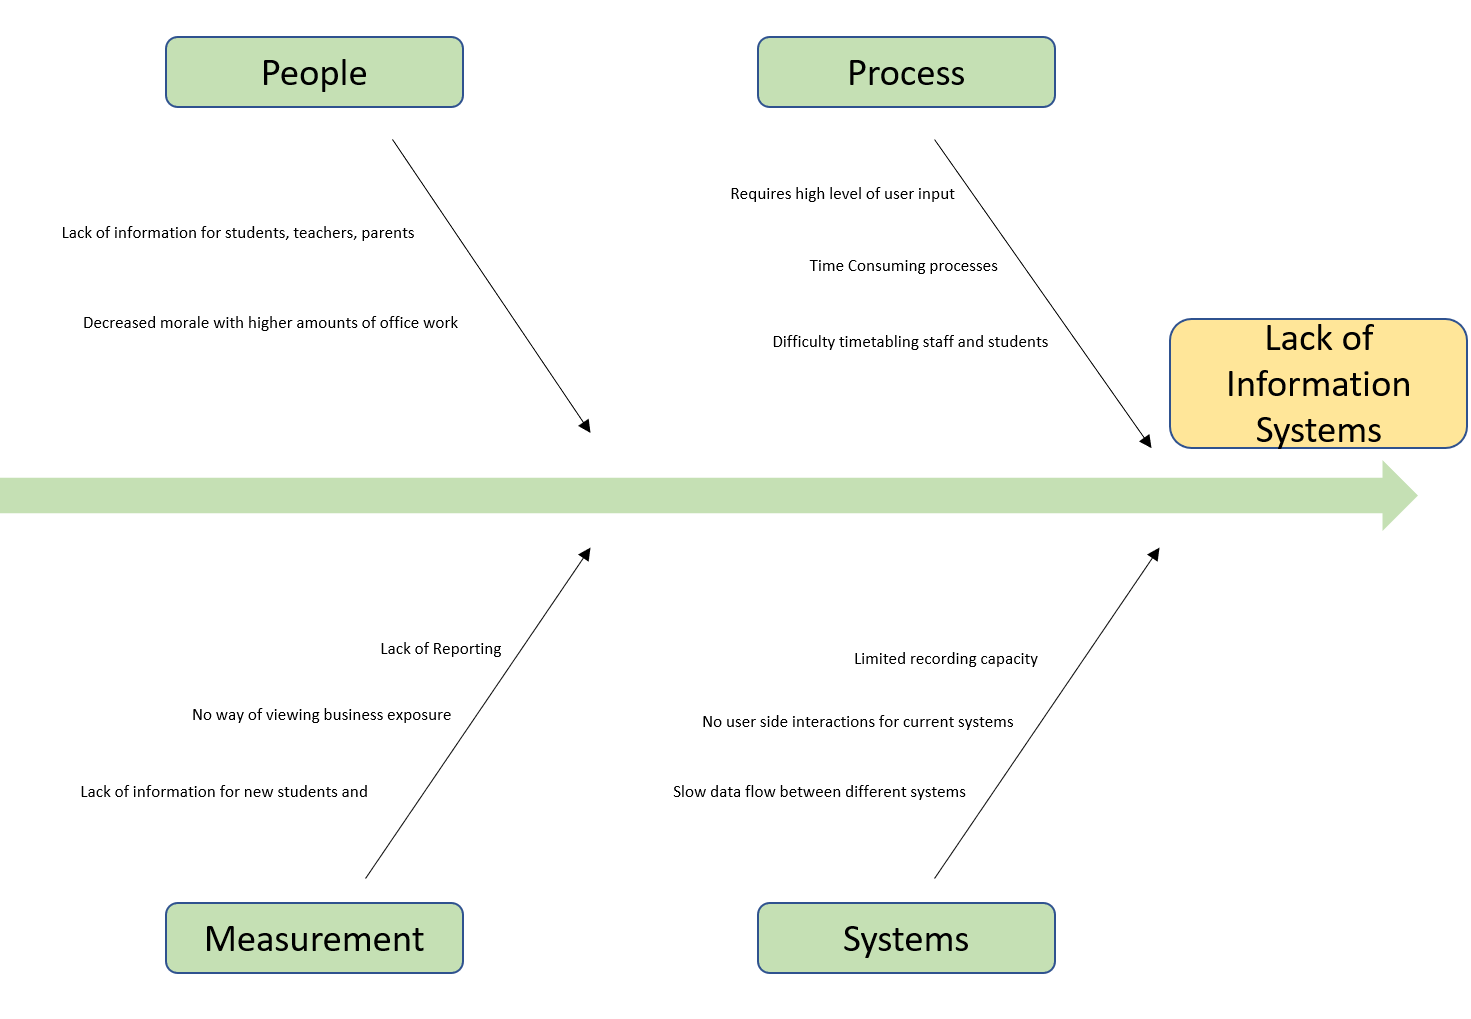 People
Process
Requires high level of user input
Lack of information for students, teachers, parents
Time Consuming processes
Decreased morale with higher amounts of office work
Difficulty timetabling staff and students
Lack of
Information
Systems
Lack of Reporting
Limited recording capacity
No way of viewing business exposure
No user side interactions for current systems
Lack of information for new students and
Slow data flow between different systems
Measurement
Systems